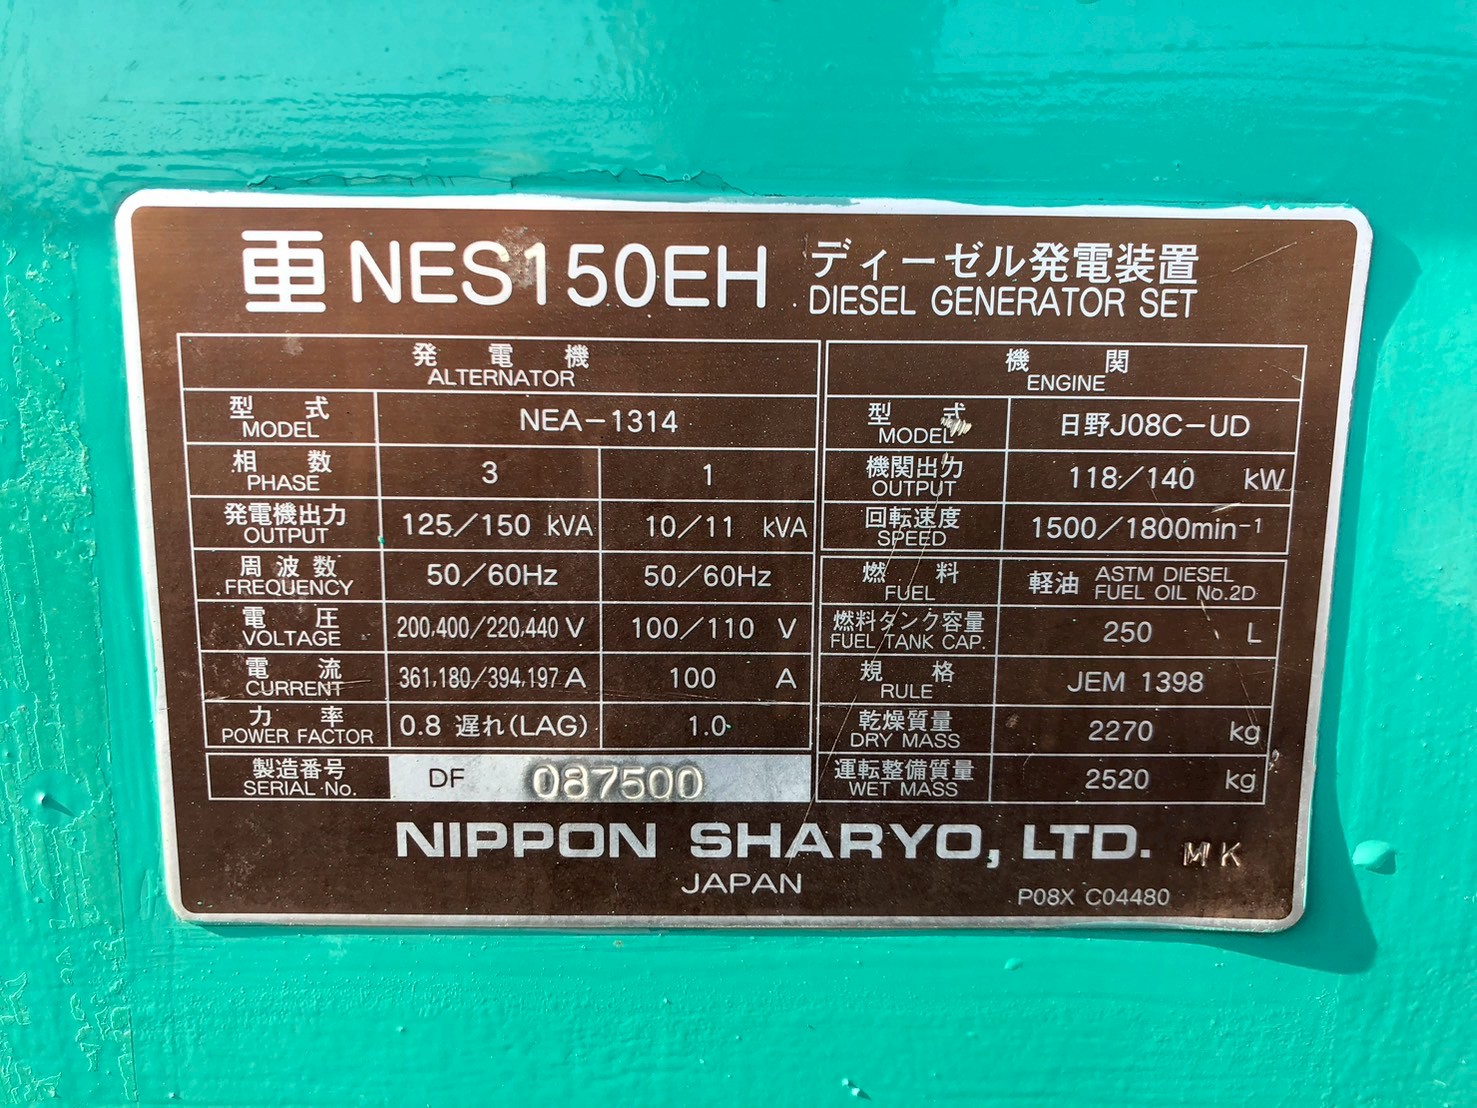 NES150EH ディーゼル発電装置
DIESEL GENERATOR SET
発電機
ALTERNATOR
型式 NEA-1314
MODEL
相数 3 1
PHASE
発電機出力 125/150 kVA 10/11 kVA
OUTPUT
周波数 50/60Hz 50/60Hz
FREQUENCY
電圧 200,400/220,440 V 100/110 V
VOLTAGE
電流 361,180/394,197 A 100 A
CURRENT
力率 0.8 遅れ(LAG) 1.0
POWER FACTOR
製造番号 DF 087500
SERIAL No.
機関
ENGINE
型式 日野J08C-UD
MODEL
機関出力 118/140 kW
OUTPUT
回転速度 1500/1800min⁻¹
SPEED
燃料 軽油 ASTM DIESEL
FUEL FUEL OIL No.2D
燃料タンク容量 250 L
FUEL TANK CAP.
規格 JEM 1398
RULE
乾燥質量 2270 kg
DRY MASS
運転整備質量 2520 kg
WET MASS
NIPPON SHARYO, LTD. MK
JAPAN
P08X C04480